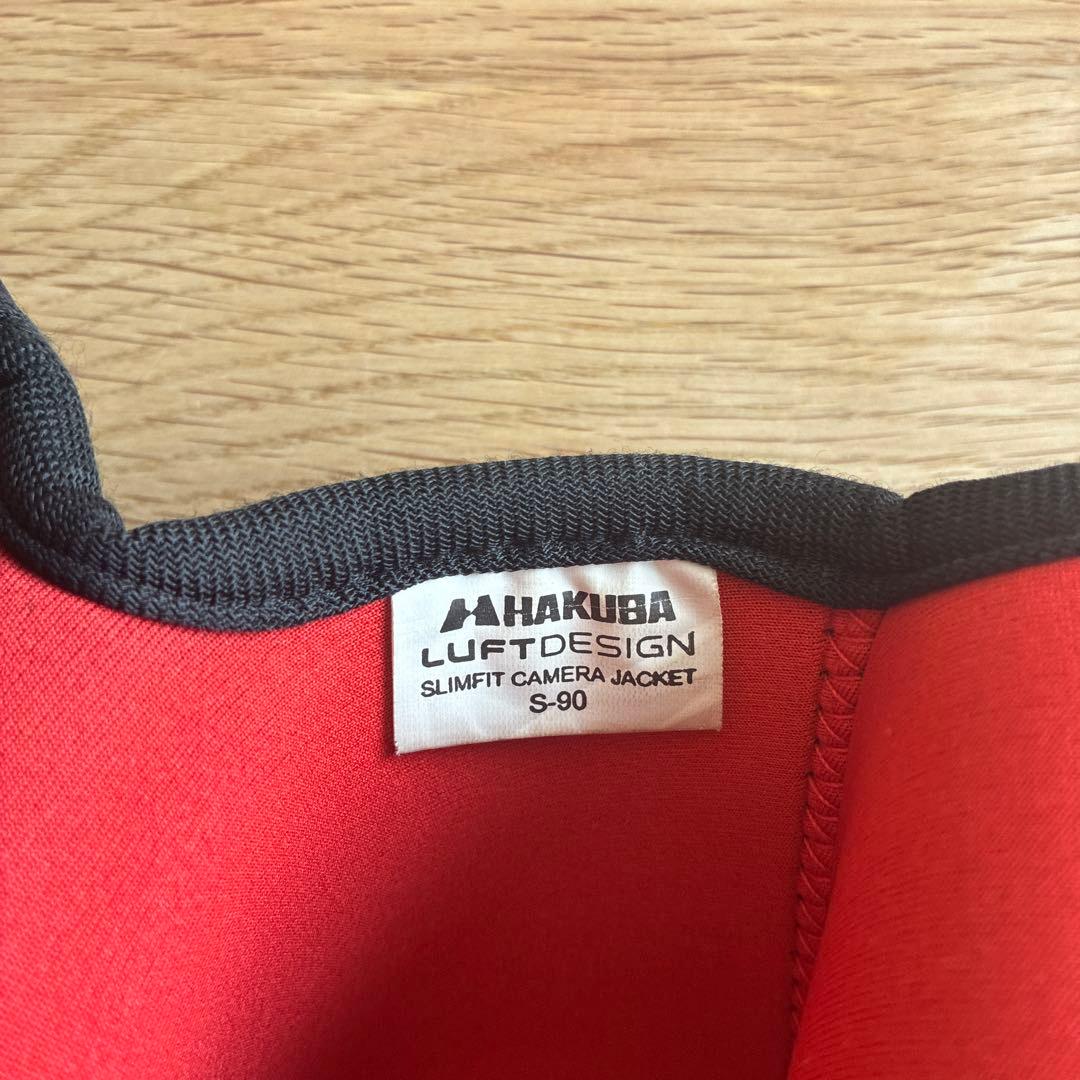 HAKUBA
LUFTDESIGN
SLIMFIT CAMERA JACKET
S-90